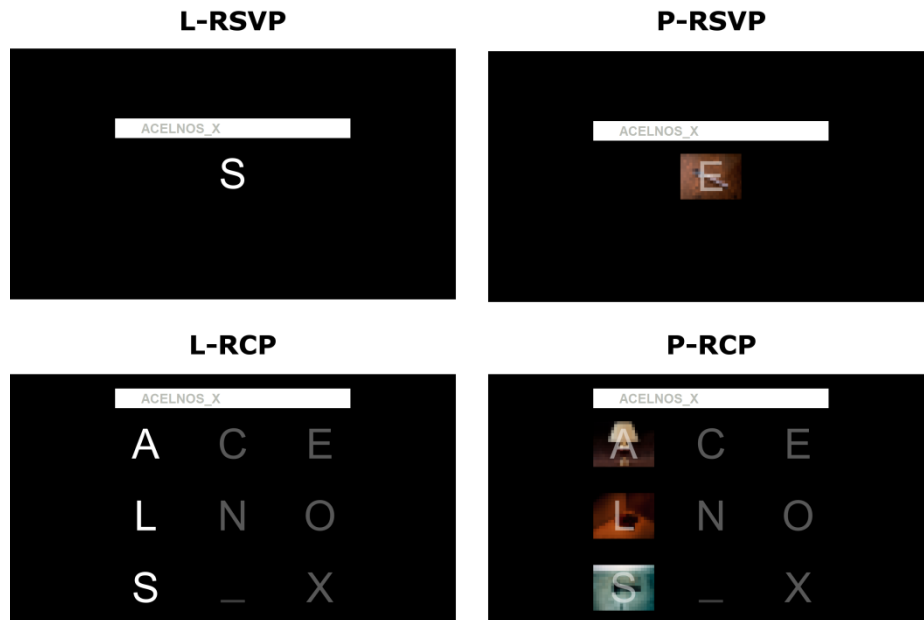 L-RSVP
P-RSVP
ACELNOS_X
S
ACELNOS_X
E
L-RCP
P-RCP
ACELNOS_X
A C E
L N O
S _ X
ACELNOS_X
A C E
L N O
S _ X